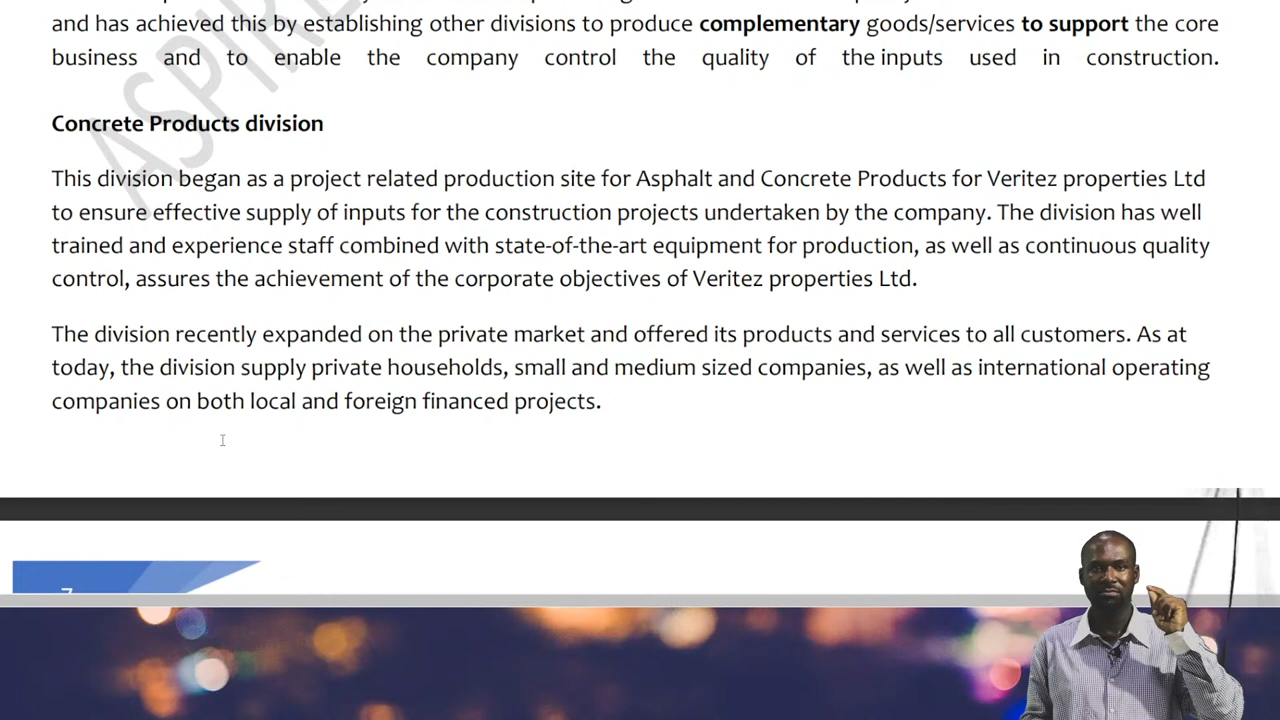 and has achieved this by establishing other divisions to produce complementary goods/services to support the core
business and to enable the company control the quality of the inputs used in construction.
Concrete Products division
This division began as a project related production site for Asphalt and Concrete Products for Veritez properties Ltd
to ensure effective supply of inputs for the construction projects undertaken by the company. The division has well
trained and experience staff combined with state-of-the-art equipment for production, as well as continuous quality
control, assures the achievement of the corporate objectives of Veritez properties Ltd.
The division recently expanded on the private market and offered its products and services to all customers. As at
today, the division supply private households, small and medium sized companies, as well as international operating
companies on both local and foreign financed projects.
ASPIRE